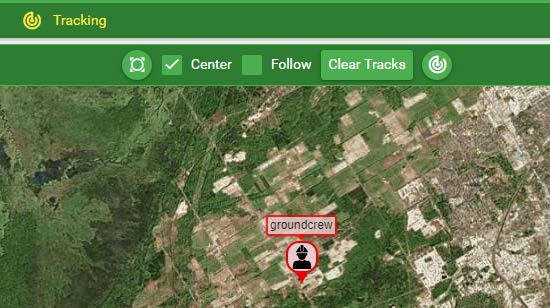 Tracking
Center
Follow
Clear Tracks
groundcrew